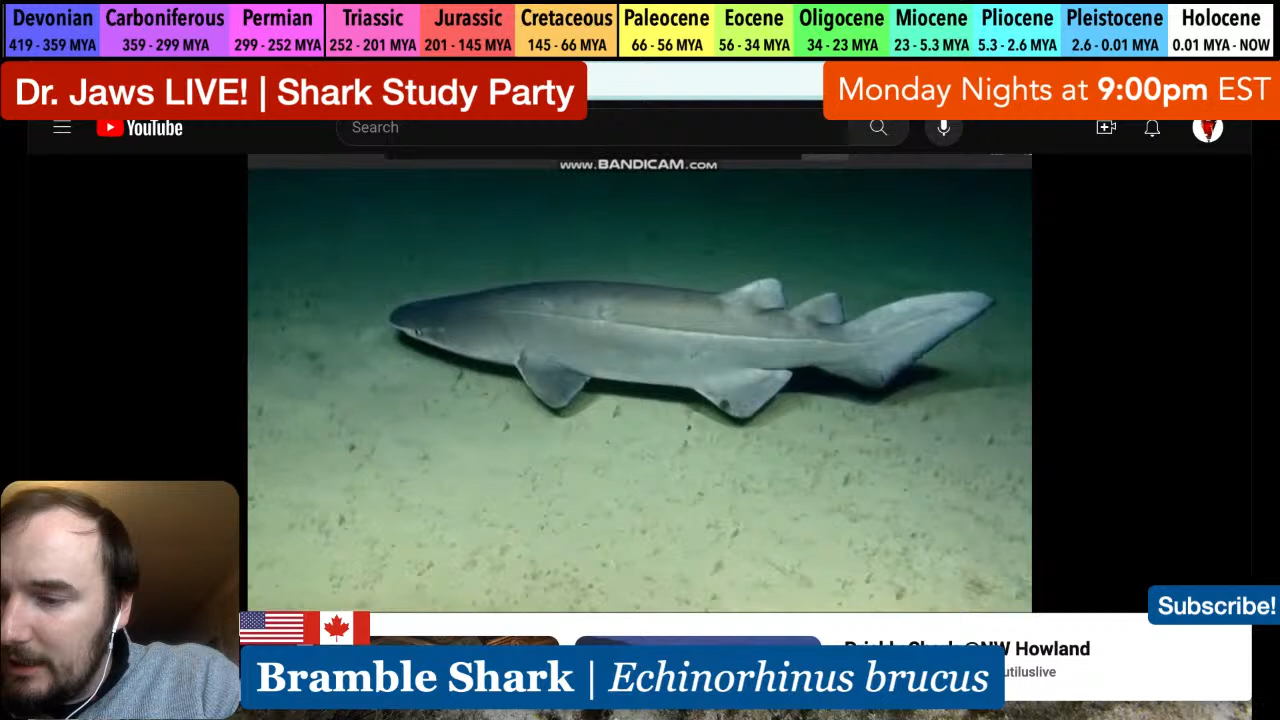 Devonian Carboniferous Permian Triassic Jurassic Cretaceous Paleocene Eocene Oligocene Miocene Pliocene Pleistocene Holocene
419 - 359 MYA 359 - 299 MYA 299 - 252 MYA 252 - 201 MYA 201 - 145 MYA 145 - 66 MYA 66 - 56 MYA 56 - 34 MYA 34 - 23 MYA 23 - 5.3 MYA 5.3 - 2.6 MYA 2.6 - 0.01 MYA 0.01 MYA - NOW
Dr. Jaws LIVE! | Shark Study Party
Monday Nights at 9:00pm EST
YouTube
Search
WWW.BANDICAM.COM
Subscribe!
Howland
Bramble Shark | Echinorhinus brucus